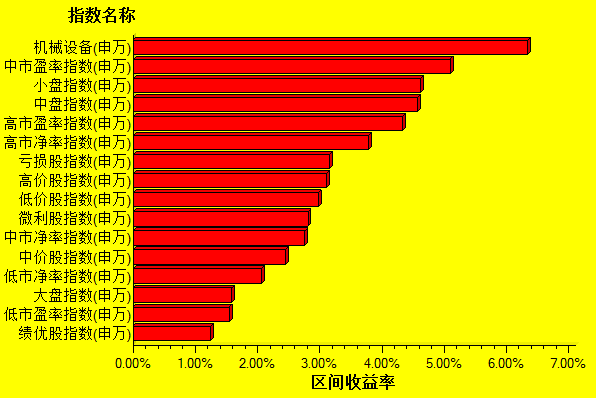 指数名称
机械设备(申万)
中市盈率指数(申万)
小盘指数(申万)
中盘指数(申万)
高市盈率指数(申万)
高市净率指数(申万)
亏损股指数(申万)
高价股指数(申万)
低价股指数(申万)
微利股指数(申万)
中市净率指数(申万)
中价股指数(申万)
低市净率指数(申万)
大盘指数(申万)
低市盈率指数(申万)
绩优股指数(申万)
0.00% 1.00% 2.00% 3.00% 4.00% 5.00% 6.00% 7.00%
区间收益率